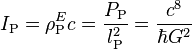 I_P = ρ_P^E c = P_P / l_P^2 = c^8 / ħG^2